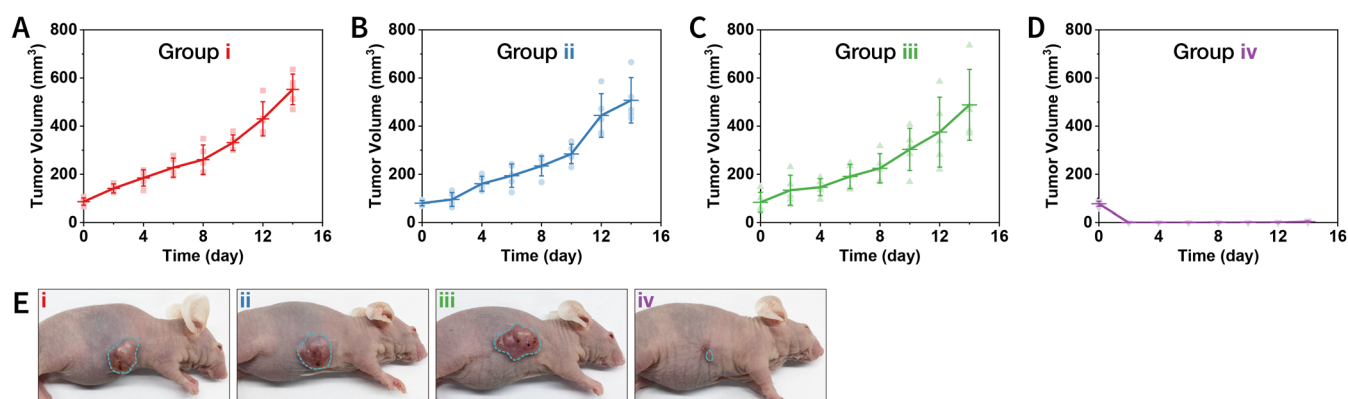 A
Group i
Tumor Volume (mm³)
800
600
400
200
0
0 4 8 12 16
Time (day)
B
Group ii
Tumor Volume (mm³)
800
600
400
200
0
0 4 8 12 16
Time (day)
C
Group iii
Tumor Volume (mm³)
800
600
400
200
0
0 4 8 12 16
Time (day)
D
Group iv
Tumor Volume (mm³)
800
600
400
200
0
0 4 8 12 16
Time (day)
E
i
ii
iii
iv